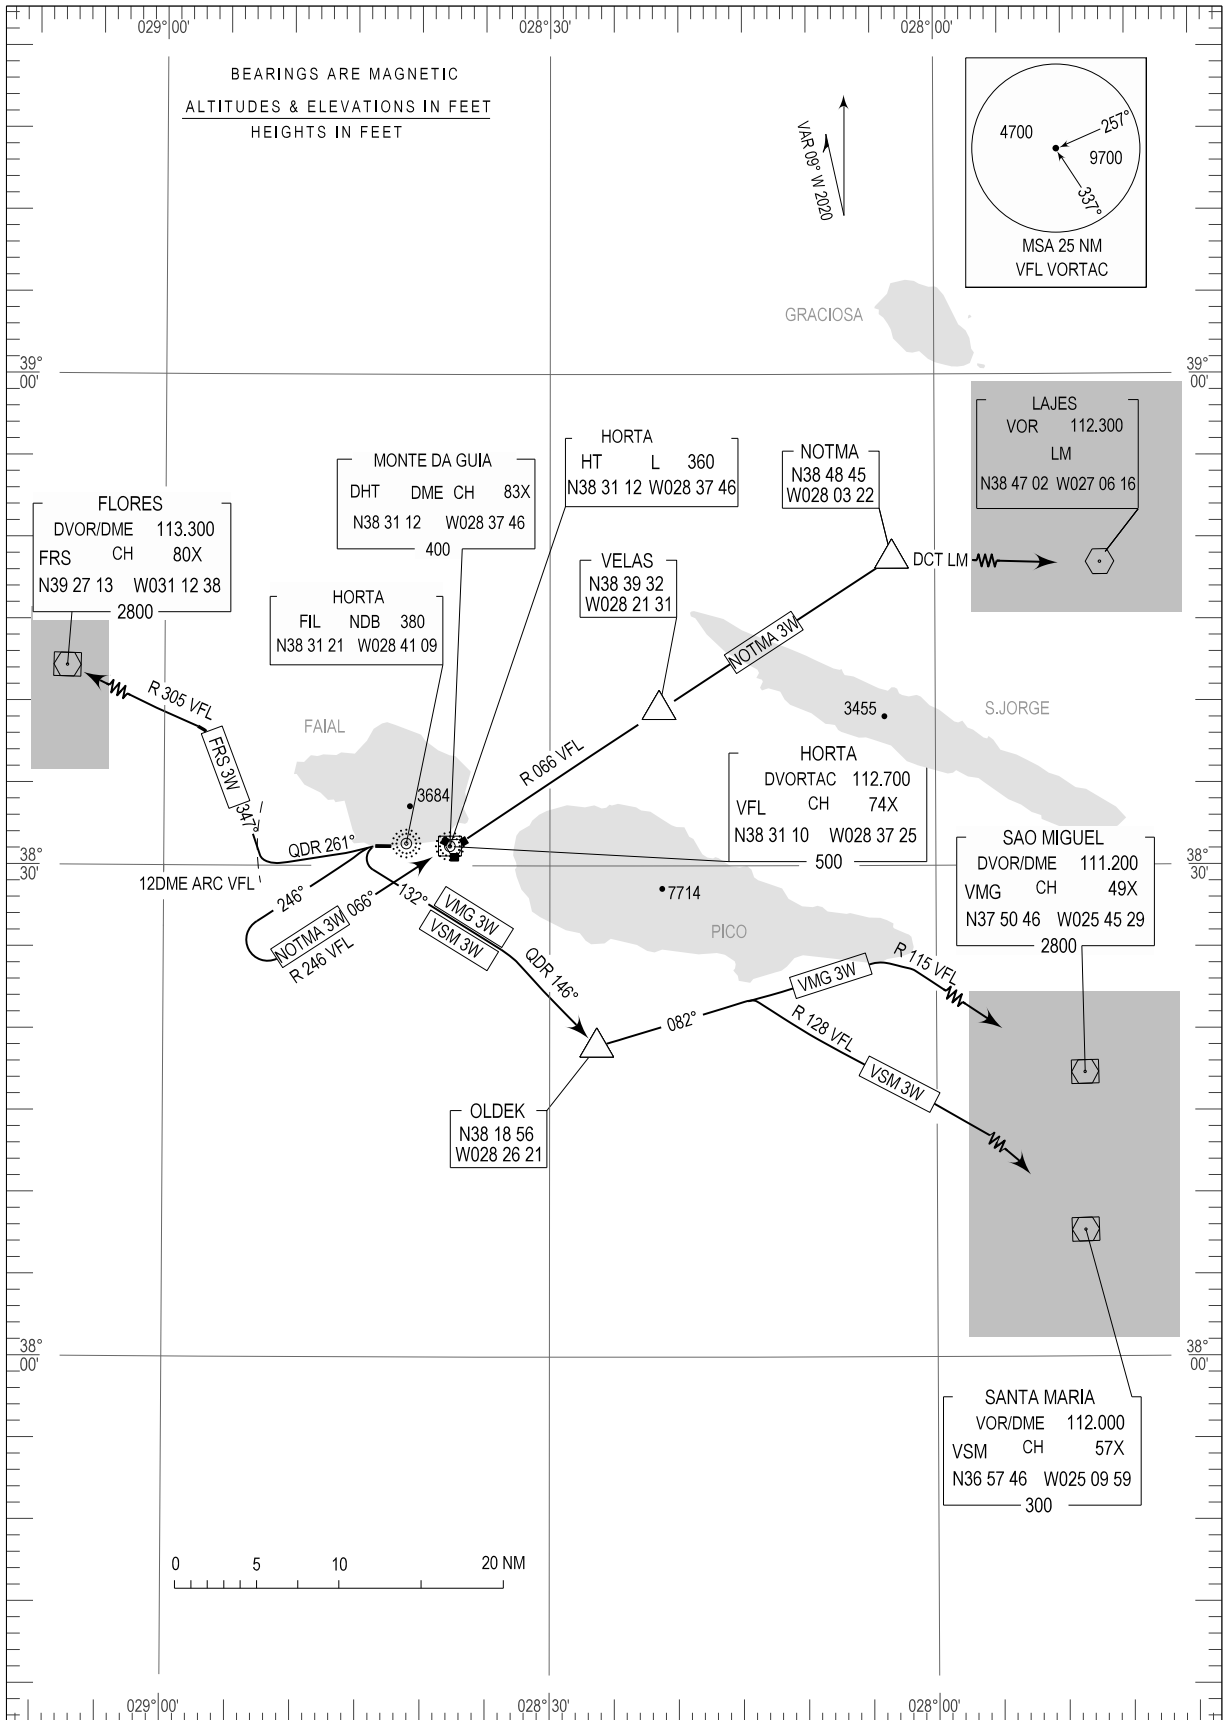 029°00'
028°30'
028°00'
BEARINGS ARE MAGNETIC
ALTITUDES & ELEVATIONS IN FEET
HEIGHTS IN FEET
VAR 09° W 2020
4700
257°
9700
337°
MSA 25 NM
VFL VORTAC
GRACIOSA
39°
00'
39°
00'
LAJES
VOR 112.300
LM
N38 47 02 W027 06 16
HORTA
HT L 360
N38 31 12 W028 37 46
NOTMA
N38 48 45
W028 03 22
MONTE DA GUIA
DHT DME CH 83X
N38 31 12 W028 37 46
400
FLORES
DVOR/DME 113.300
FRS CH 80X
N39 27 13 W031 12 38
2800
VELAS
N38 39 32
W028 21 31
DCT LM
HORTA
FIL NDB 380
N38 31 21 W028 41 09
NOTMA 3W
R 305 VFL
FAIAL
3455
S.JORGE
FRS 3W
R 066 VFL
HORTA
DVORTAC 112.700
VFL CH 74X
N38 31 10 W028 37 25
500
3684
347°
QDR 261°
12DME ARC VFL
38°
30'
38°
30'
SAO MIGUEL
DVOR/DME 111.200
VMG CH 49X
N37 50 46 W025 45 29
2800
246°
NOTMA 3W
066°
R 246 VFL
132°
VMG 3W
VSM 3W
7714
PICO
QDR 146°
R 115 VFL
VMG 3W
082°
R 128 VFL
VSM 3W
OLDEK
N38 18 56
W028 26 21
38°
00'
38°
00'
SANTA MARIA
VOR/DME 112.000
VSM CH 57X
N36 57 46 W025 09 59
300
0 5 10 20 NM
029°00'
028°30'
028°00'